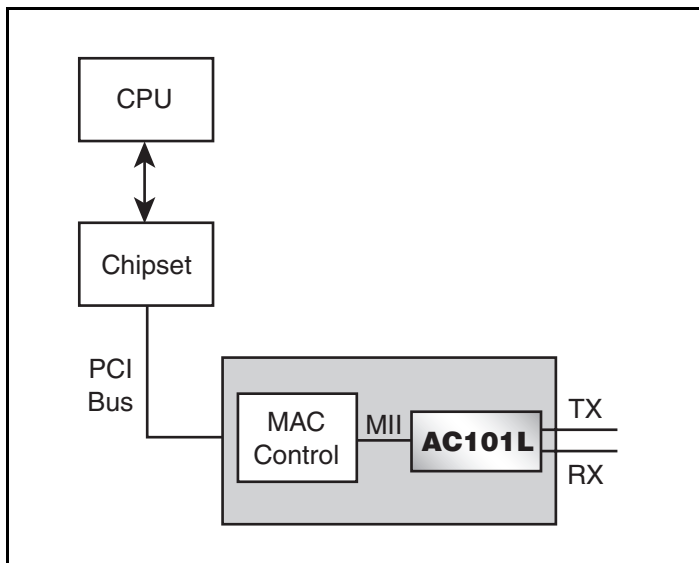 CPU
Chipset
PCI
Bus
MAC
Control
MII
AC101L
TX
RX